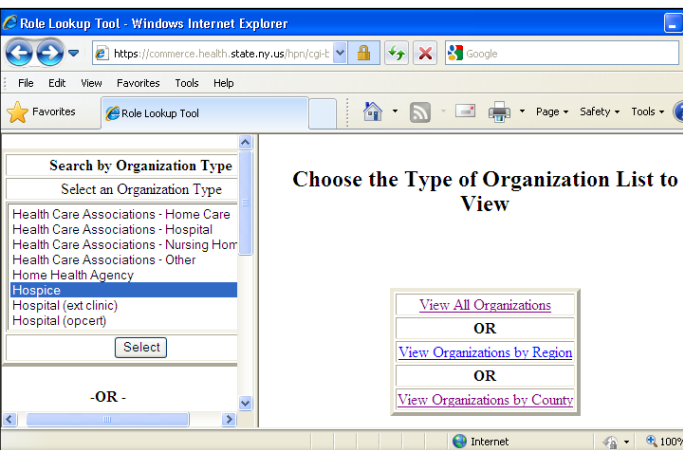 Role Lookup Tool - Windows Internet Explorer
https://commerce.health.state.ny.us/hpn/cgi-b
Google
File Edit View Favorites Tools Help
Favorites
Role Lookup Tool
Page Safety Tools
Search by Organization Type
Select an Organization Type
Health Care Associations - Home Care
Health Care Associations - Hospital
Health Care Associations - Nursing Hom
Health Care Associations - Other
Home Health Agency
Hospice
Hospital (ext clinic)
Hospital (opcert)
Select
-OR -
Choose the Type of Organization List to
View
View All Organizations
OR
View Organizations by Region
OR
View Organizations by County
Internet
100%